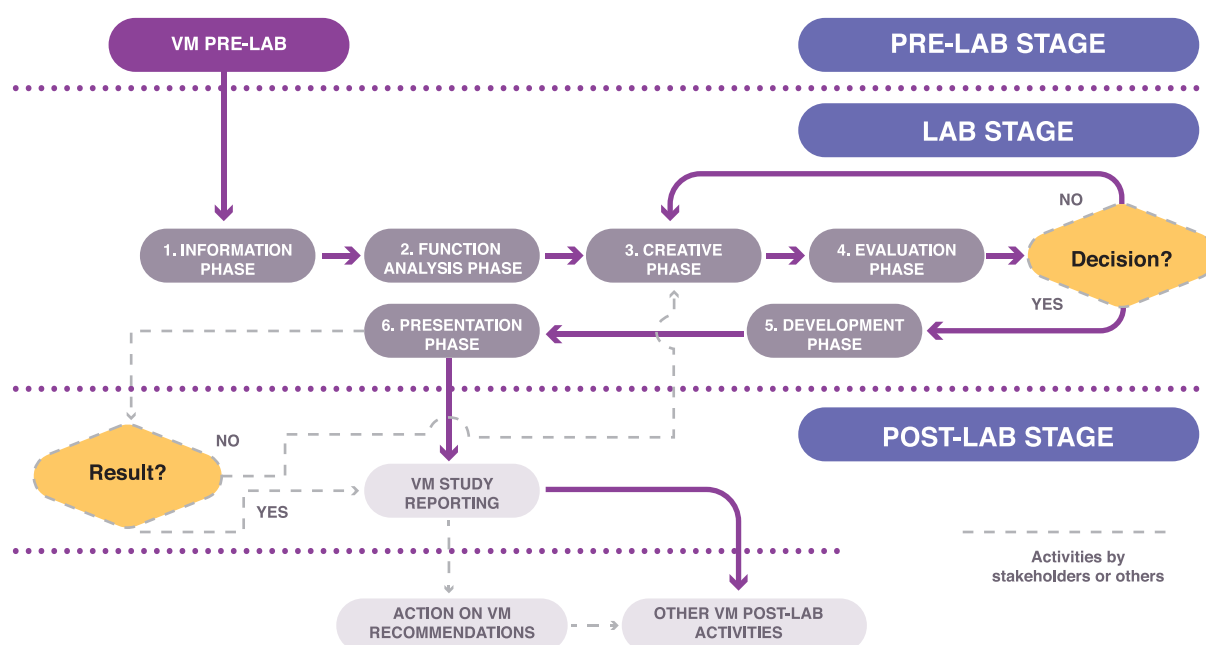 VM PRE-LAB
PRE-LAB STAGE
LAB STAGE
NO
1. INFORMATION
PHASE
2. FUNCTION
ANALYSIS PHASE
3. CREATIVE
PHASE
4. EVALUATION
PHASE
Decision?
YES
6. PRESENTATION
PHASE
5. DEVELOPMENT
PHASE
POST-LAB STAGE
NO
Result?
YES
VM STUDY
REPORTING
Activities by
stakeholders or others
ACTION ON VM
RECOMMENDATIONS
OTHER VM POST-LAB
ACTIVITIES